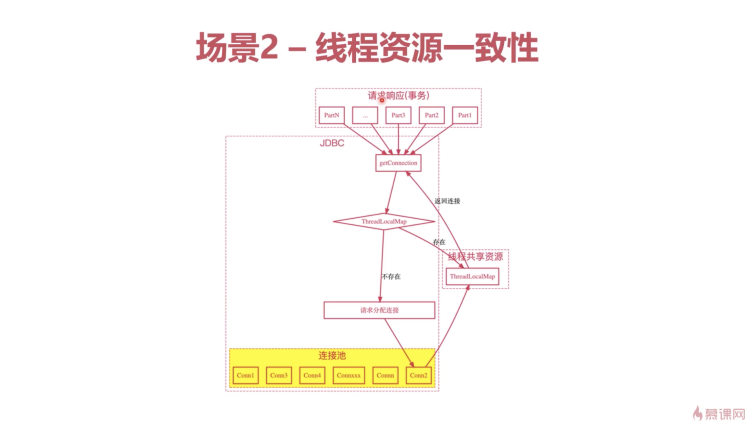 场景2 – 线程资源一致性
请求响应(事务)
PartN
...
Part3
Part2
Part1
JDBC
getConnection
返回连接
ThreadLocalMap
存在
线程共享资源
ThreadLocalMap
不存在
请求分配连接
连接池
Conn1
Conn3
Conn4
Connxxx
Connn
Conn2
慕课网